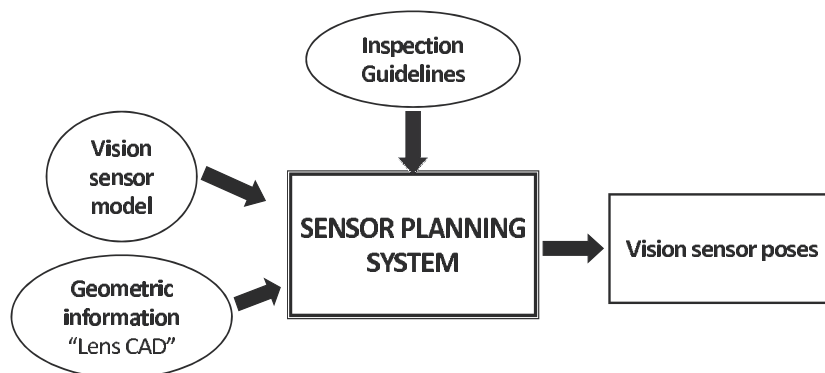 Inspection
Guidelines
Vision
sensor
model
SENSOR PLANNING
SYSTEM
Vision sensor poses
Geometric
information
“Lens CAD”